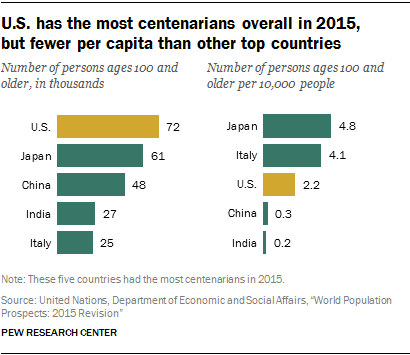 U.S. has the most centenarians overall in 2015,
but fewer per capita than other top countries
Number of persons ages 100 and
older, in thousands
U.S. 72
Japan 61
China 48
India 27
Italy 25
Number of persons ages 100 and
older per 10,000 people
Japan 4.8
Italy 4.1
U.S. 2.2
China 0.3
India 0.2
Note: These five countries had the most centenarians in 2015.
Source: United Nations, Department of Economic and Social Affairs, "World Population
Prospects: 2015 Revision"
PEW RESEARCH CENTER